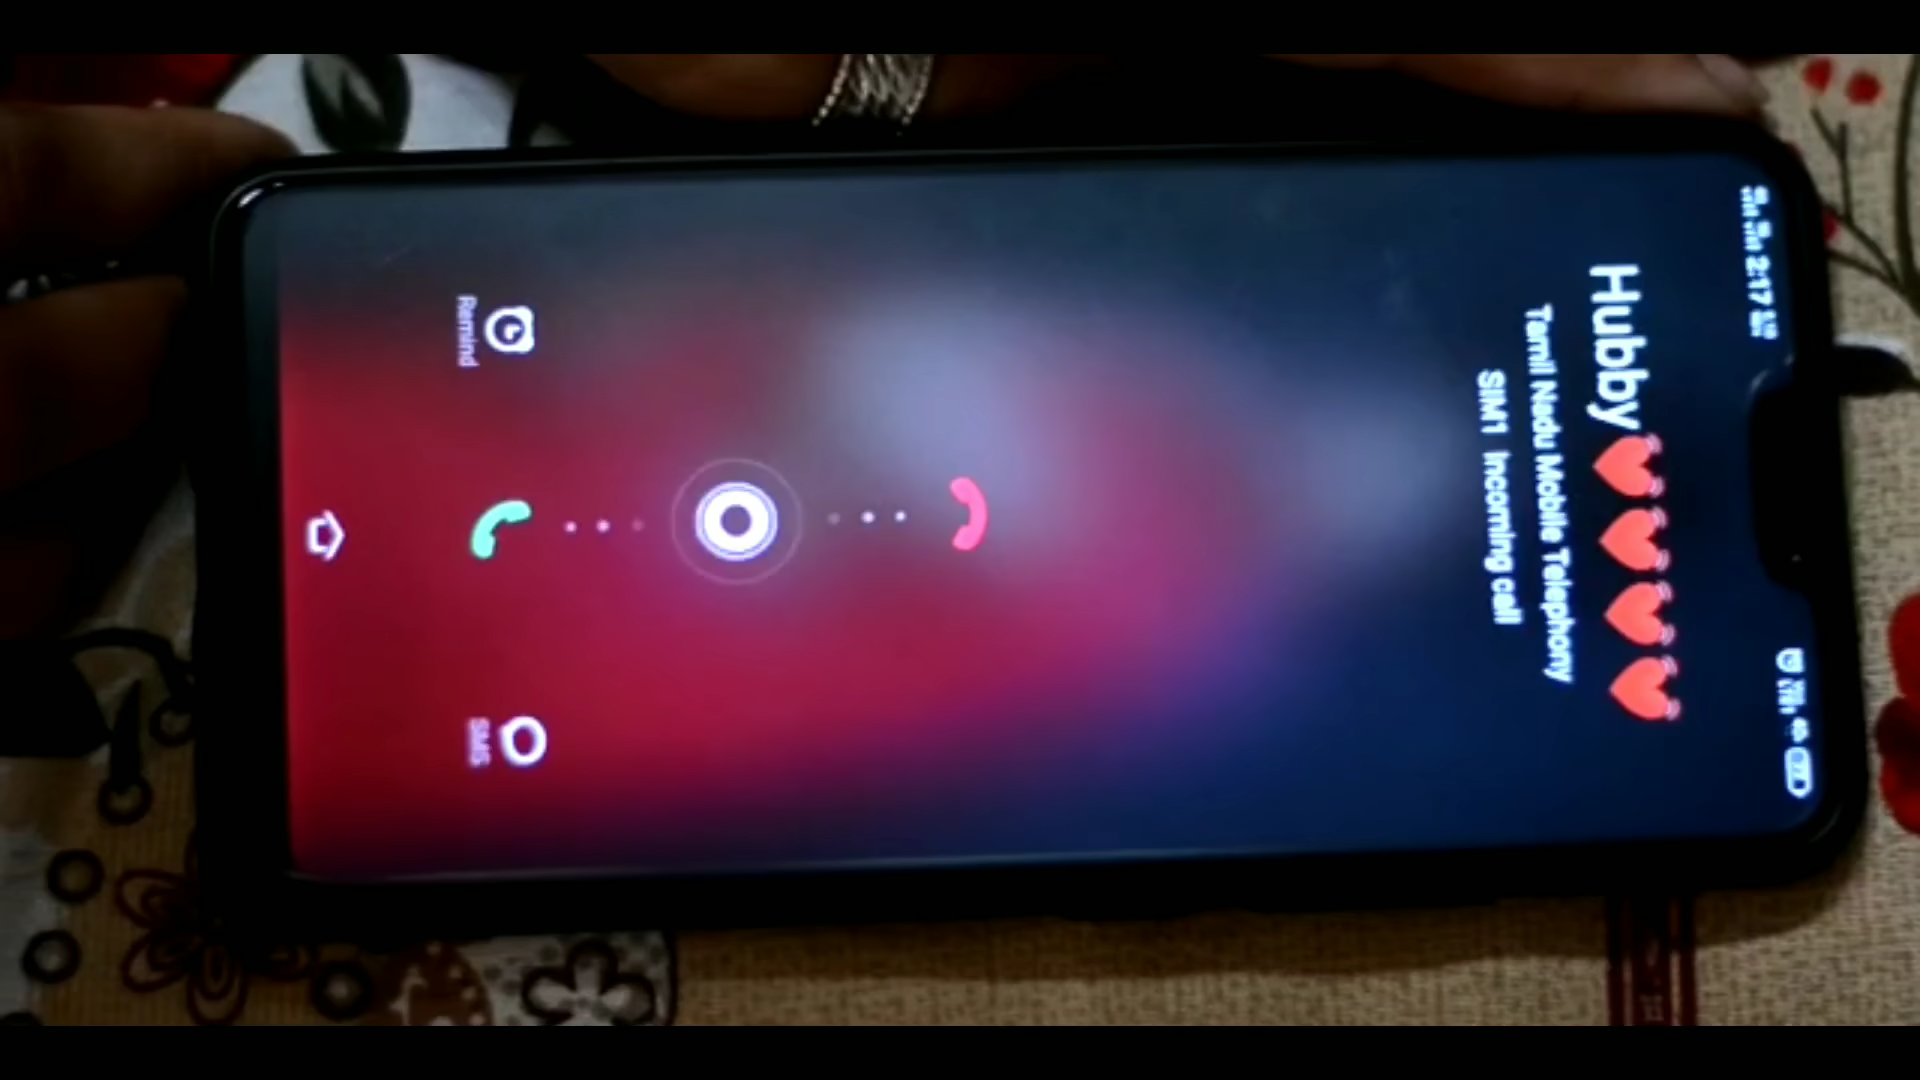 2:17
Hubby❤❤❤❤
Tamil Nadu Mobile Telephony
SIM1 Incoming call
Remind
SMS